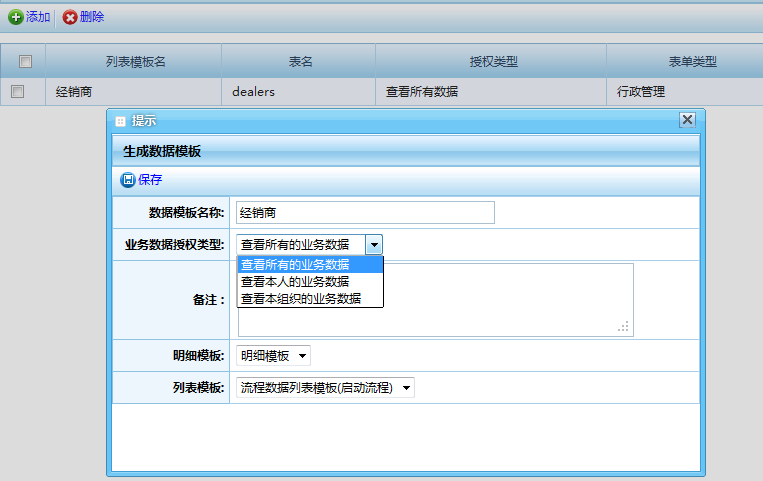 添加 删除
列表模板名 表名 授权类型 表单类型
经销商 dealers 查看所有数据 行政管理
提示
生成数据模板
保存
数据模板名称: 经销商
业务数据授权类型: 查看所有的业务数据
查看所有的业务数据
查看本人的业务数据
查看本组织的业务数据
备注：
明细模板: 明细模板
列表模板: 流程数据列表模板(启动流程)